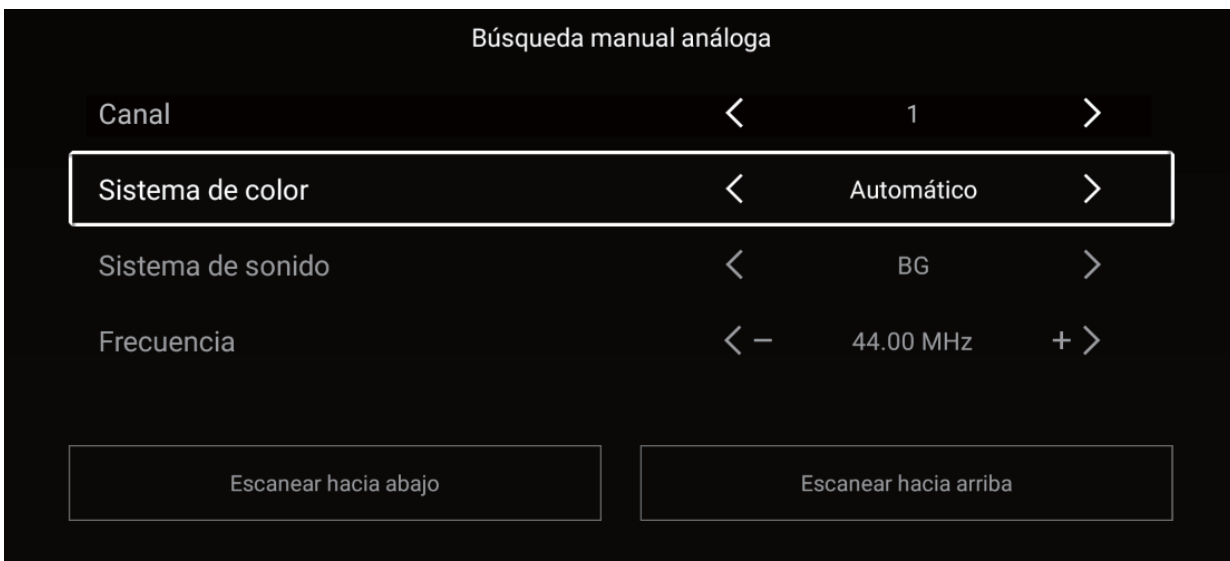 Búsqueda manual análoga
Canal < 1 >
Sistema de color < Automático >
Sistema de sonido < BG >
Frecuencia < − 44.00 MHz + >
Escanear hacia abajo Escanear hacia arriba